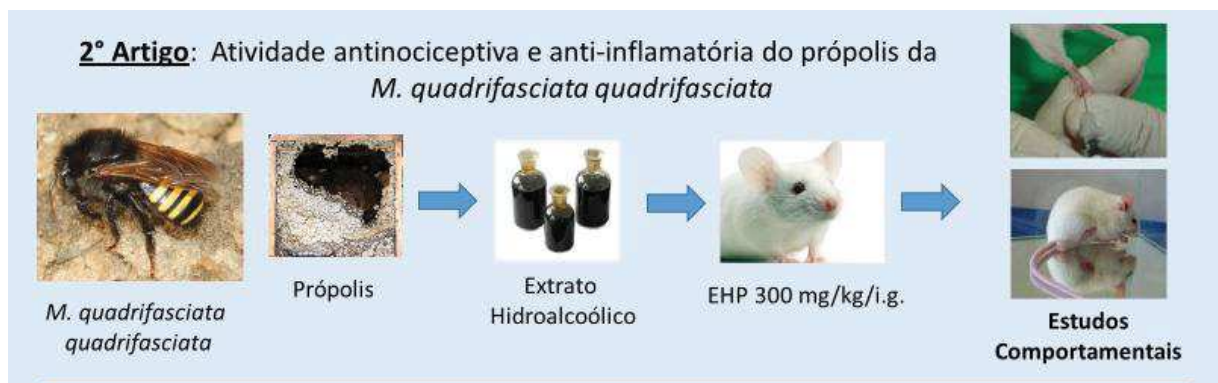 2° Artigo: Atividade antinociceptiva e anti-inflamatória do própolis da
M. quadrifasciata quadrifasciata
M. quadrifasciata
quadrifasciata
Própolis
Extrato
Hidroalcoólico
EHP 300 mg/kg/i.g.
Estudos
Comportamentais